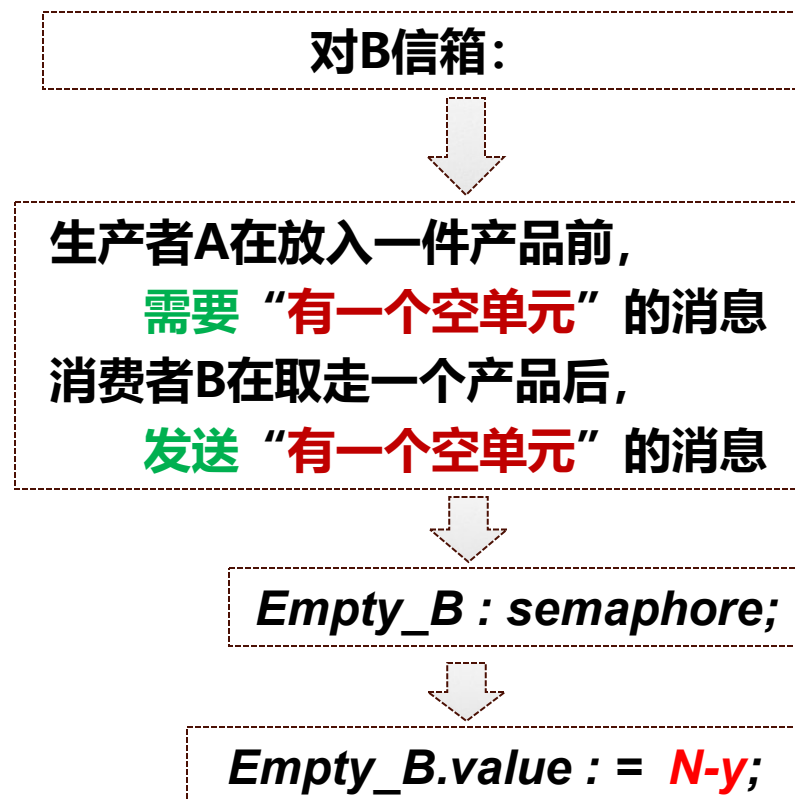 对B信箱：
生产者A在放入一件产品前，
需要“有一个空单元”的消息
消费者B在取走一个产品后，
发送“有一个空单元”的消息
Empty_B : semaphore;
Empty_B.value : = N-y;